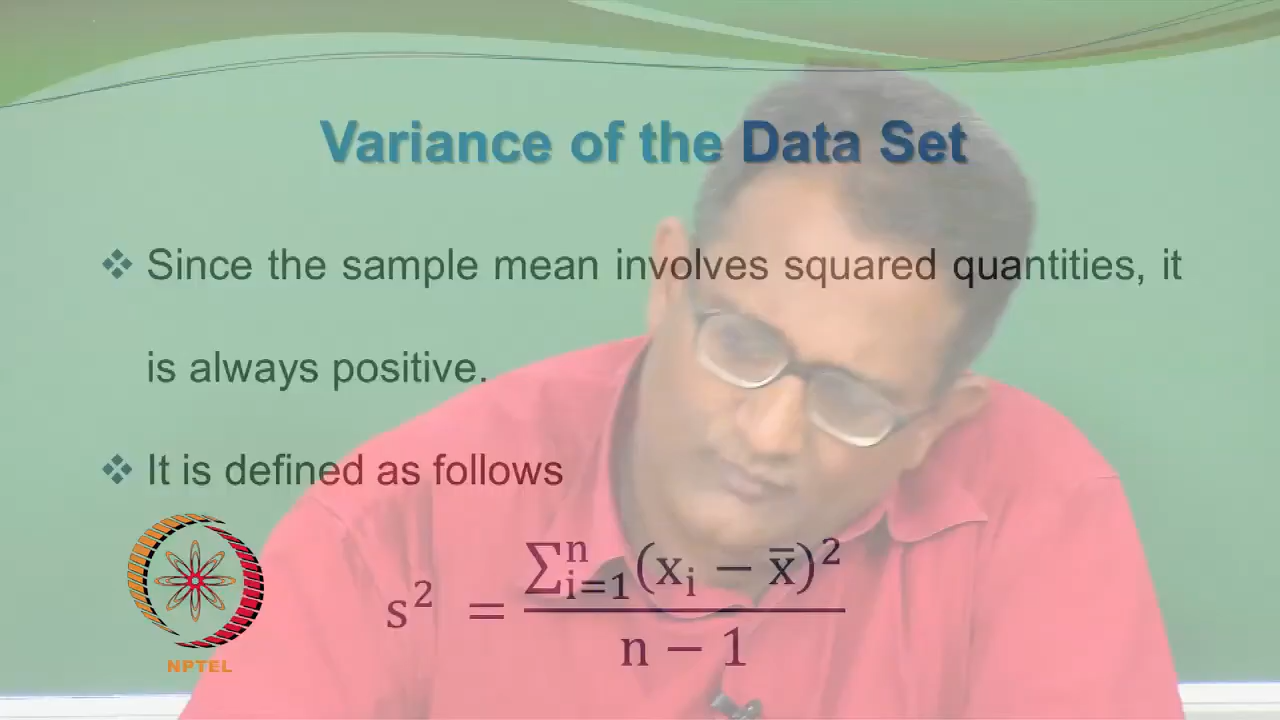 Variance of the Data Set
❖ Since the sample mean involves squared quantities, it
is always positive.
❖ It is defined as follows
s² = ∑ⁿᵢ₌₁(xᵢ − x̄)² / (n − 1)
NPTEL